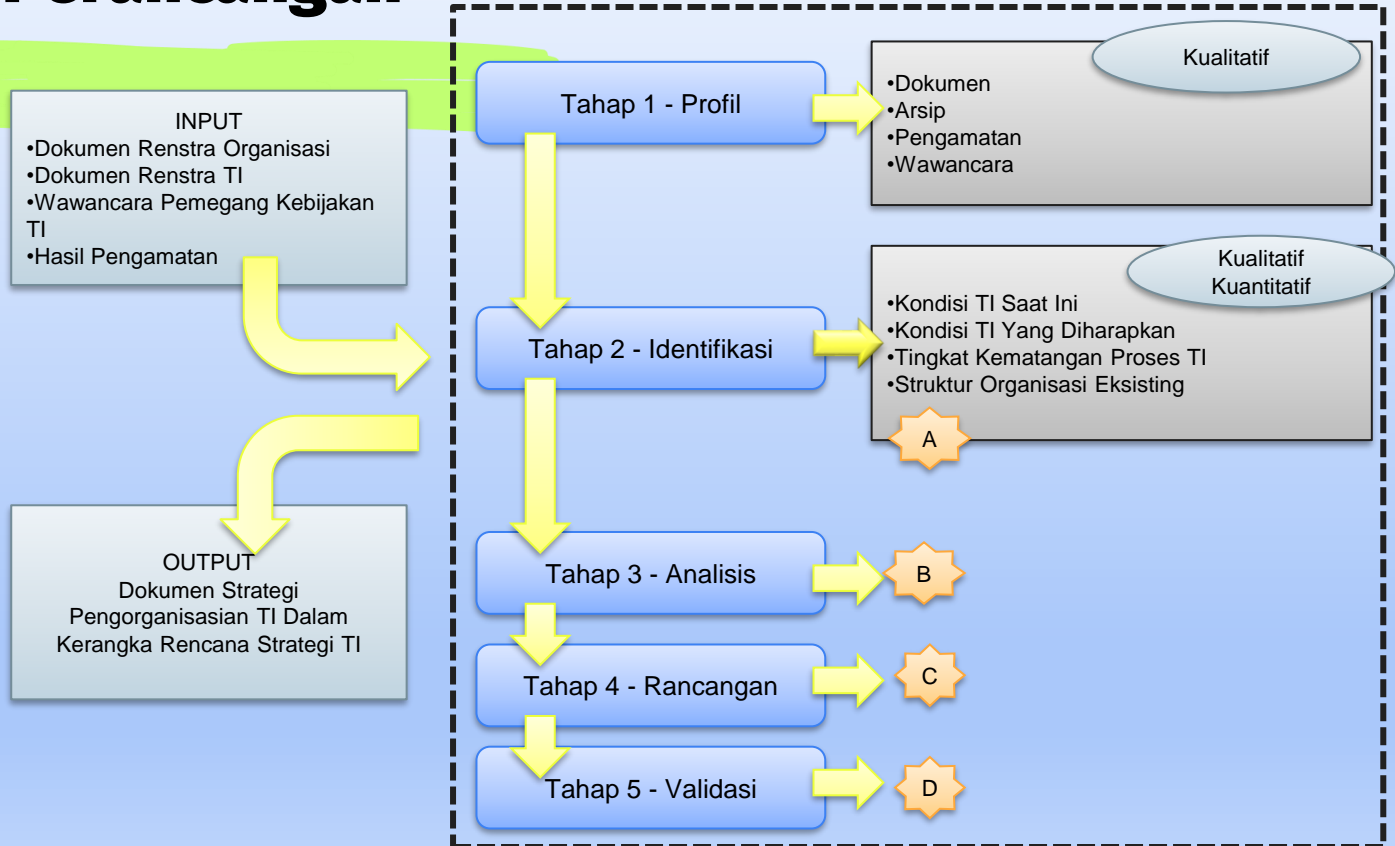 Perancangan
INPUT
•Dokumen Renstra Organisasi
•Dokumen Renstra TI
•Wawancara Pemegang Kebijakan
TI
•Hasil Pengamatan
OUTPUT
Dokumen Strategi
Pengorganisasian TI Dalam
Kerangka Rencana Strategi TI
Tahap 1 - Profil
Kualitatif
•Dokumen
•Arsip
•Pengamatan
•Wawancara
Tahap 2 - Identifikasi
Kualitatif
Kuantitatif
•Kondisi TI Saat Ini
•Kondisi TI Yang Diharapkan
•Tingkat Kematangan Proses TI
•Struktur Organisasi Eksisting
A
Tahap 3 - Analisis
B
Tahap 4 - Rancangan
C
Tahap 5 - Validasi
D